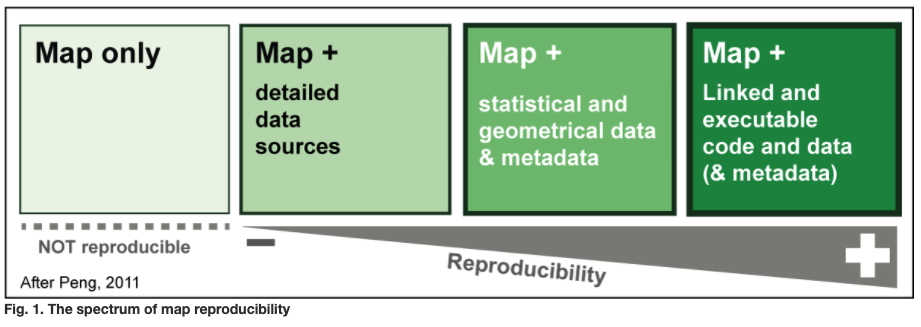 Map only
Map +
detailed
data
sources
Map +
statistical and
geometrical data
& metadata
Map +
Linked and
executable
code and data
(& metadata)
NOT reproducible
Reproducibility
After Peng, 2011
Fig. 1. The spectrum of map reproducibility